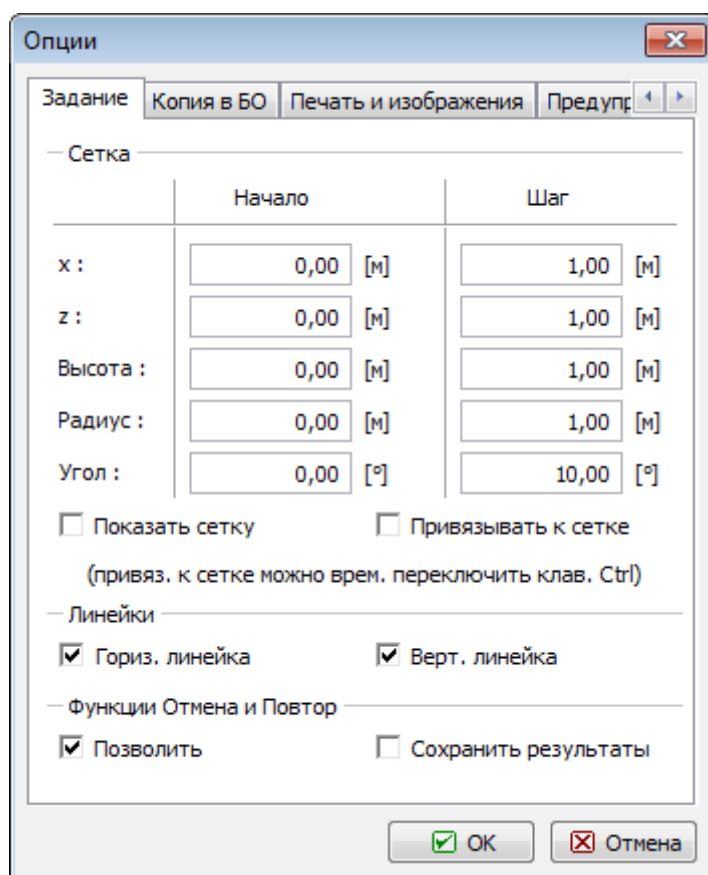 Опции
Задание Копия в БО Печать и изображения Предупр
Сетка
Начало Шаг
x : 0,00 [м] 1,00 [м]
z : 0,00 [м] 1,00 [м]
Высота : 0,00 [м] 1,00 [м]
Радиус : 0,00 [м] 1,00 [м]
Угол : 0,00 [°] 10,00 [°]
Показать сетку Привязывать к сетке
(привяз. к сетке можно врем. переключить клав. Ctrl)
Линейки
Гориз. линейка Верт. линейка
Функции Отмена и Повтор
Позволить Сохранить результаты
OK Отмена